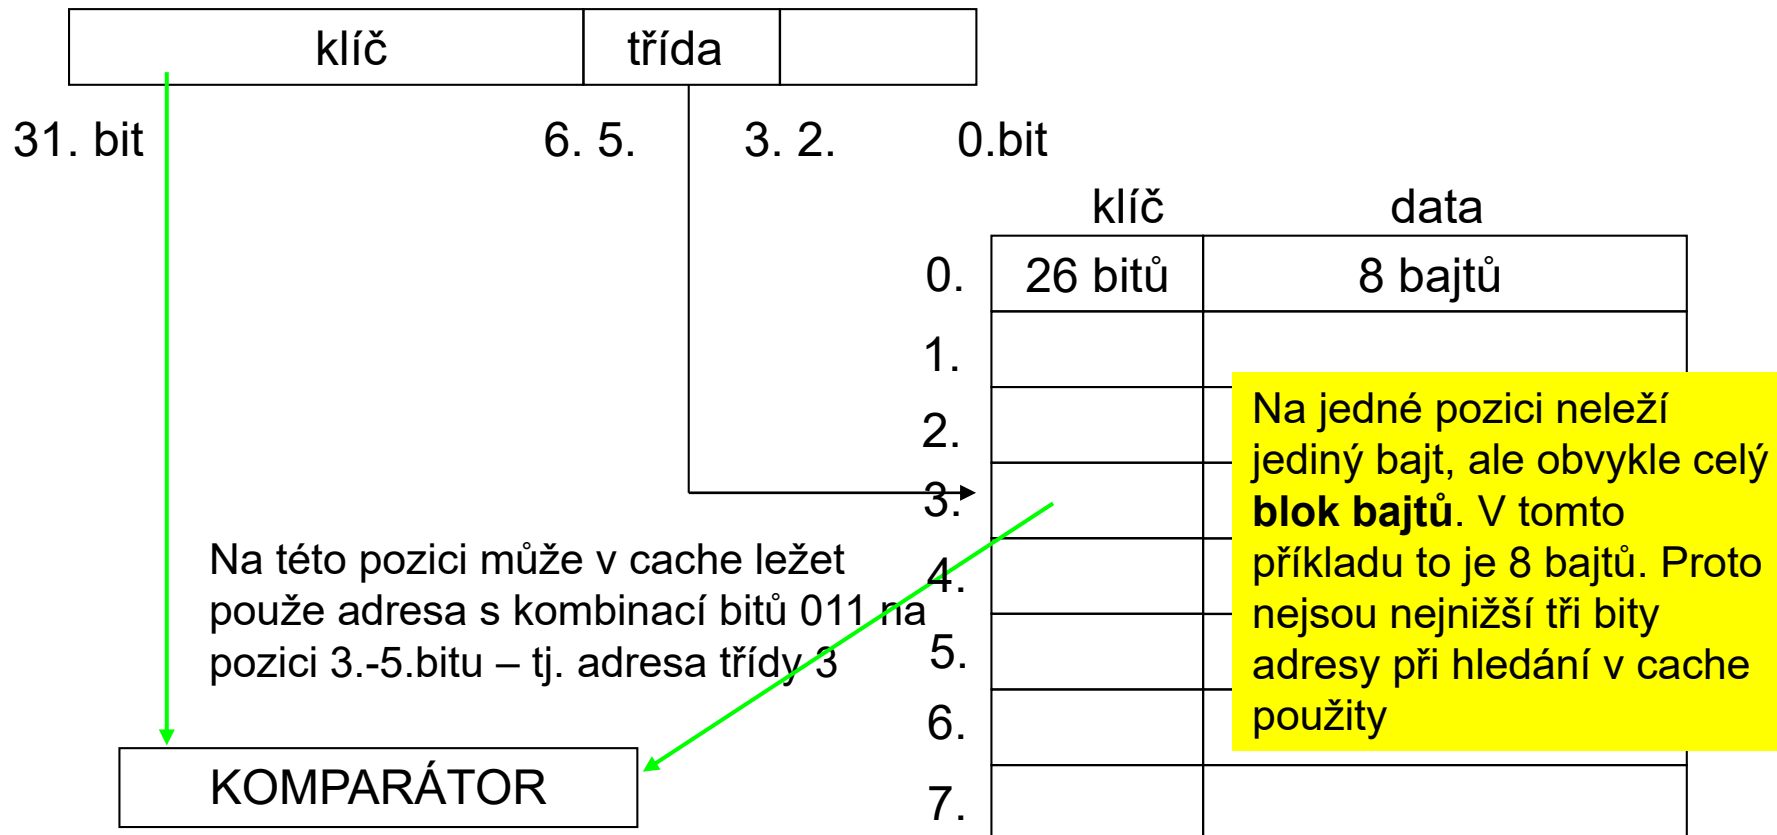 klíč třída
31. bit 6. 5. 3. 2. 0.bit
klíč data
0. 26 bitů 8 bajtů
1.
2.
3.
4.
5.
6.
7.
Na jedné pozici neleží
jediný bajt, ale obvykle celý
blok bajtů. V tomto
příkladu to je 8 bajtů. Proto
nejsou nejnižší tři bity
adresy při hledání v cache
použity
Na této pozici může v cache ležet
použe adresa s kombinací bitů 011 na
pozici 3.-5.bitu – tj. adresa třídy 3
KOMPARÁTOR